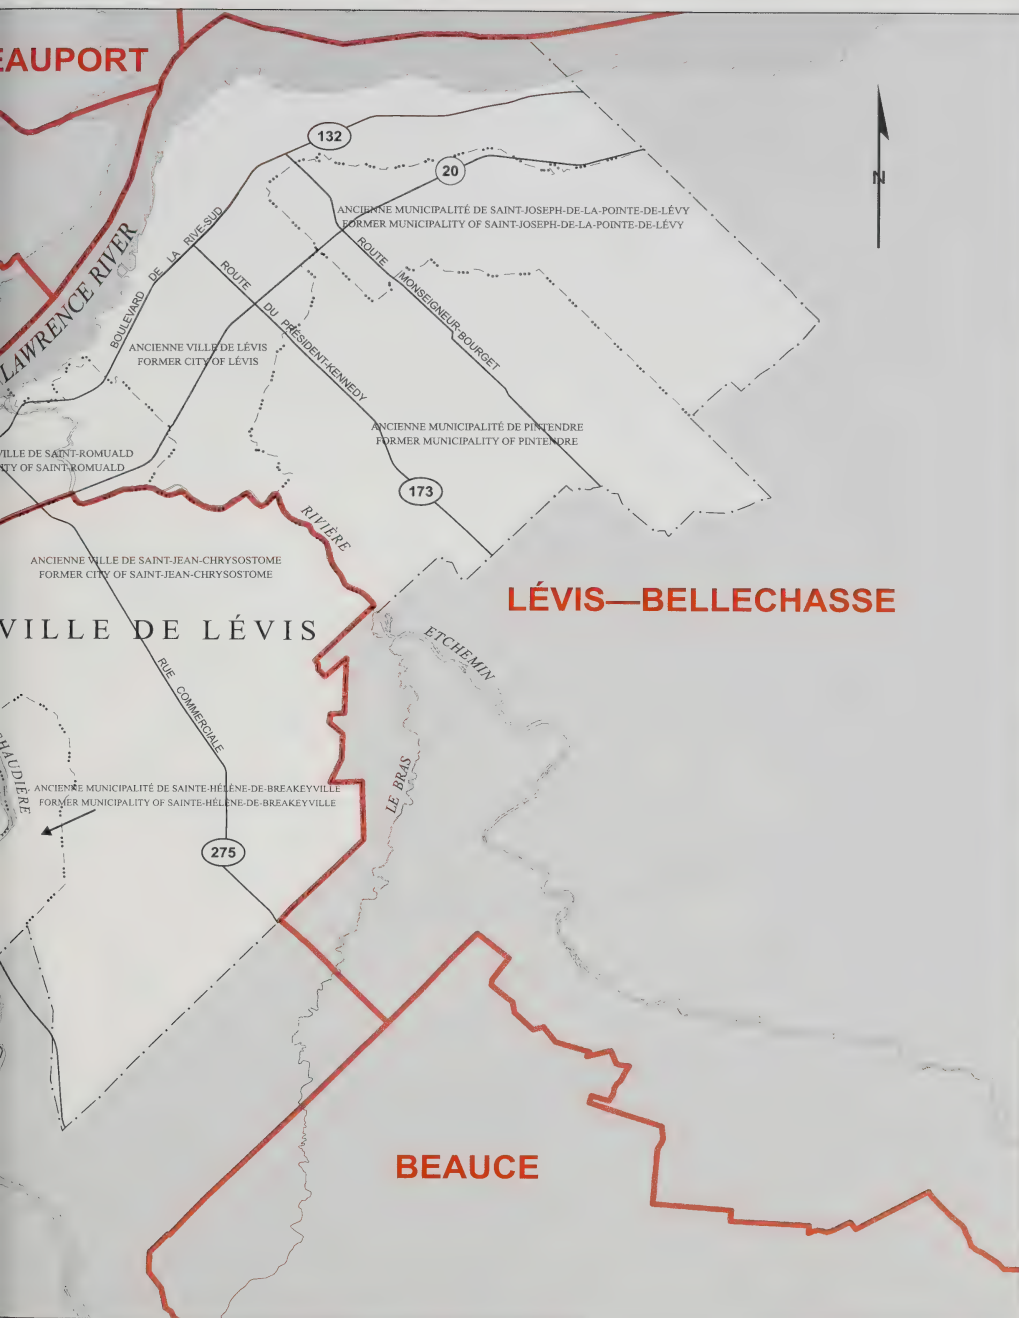 EAUPORT
132
20
N
ANCIENNE MUNICIPALITÉ DE SAINT-JOSEPH-DE-LA-POINTE-DE-LÉVY
FORMER MUNICIPALITY OF SAINT-JOSEPH-DE-LA-POINTE-DE-LÉVY
LAWRENCE RIVER
BOULEVARD DE LA RIVE-SUD
ROUTE DU PRÉSIDENT-KENNEDY
ROUTE MONSEIGNEUR-BOURGET
ANCIENNE VILLE DE LÉVIS
FORMER CITY OF LÉVIS
ANCIENNE MUNICIPALITÉ DE PINTENDRE
FORMER MUNICIPALITY OF PINTENDRE
VILLE DE SAINT-ROMUALD
ITY OF SAINT-ROMUALD
173
RIVIÈRE
ANCIENNE VILLE DE SAINT-JEAN-CHRYSOSTOME
FORMER CITY OF SAINT-JEAN-CHRYSOSTOME
LÉVIS—BELLECHASSE
VILLE DE LÉVIS
ETCHEMIN
RUE COMMERCIALE
HAUDIÈRE
LE BRAS
ANCIENNE MUNICIPALITÉ DE SAINTE-HÉLÈNE-DE-BREAKEYVILLE
FORMER MUNICIPALITY OF SAINTE-HÉLÈNE-DE-BREAKEYVILLE
275
BEAUCE